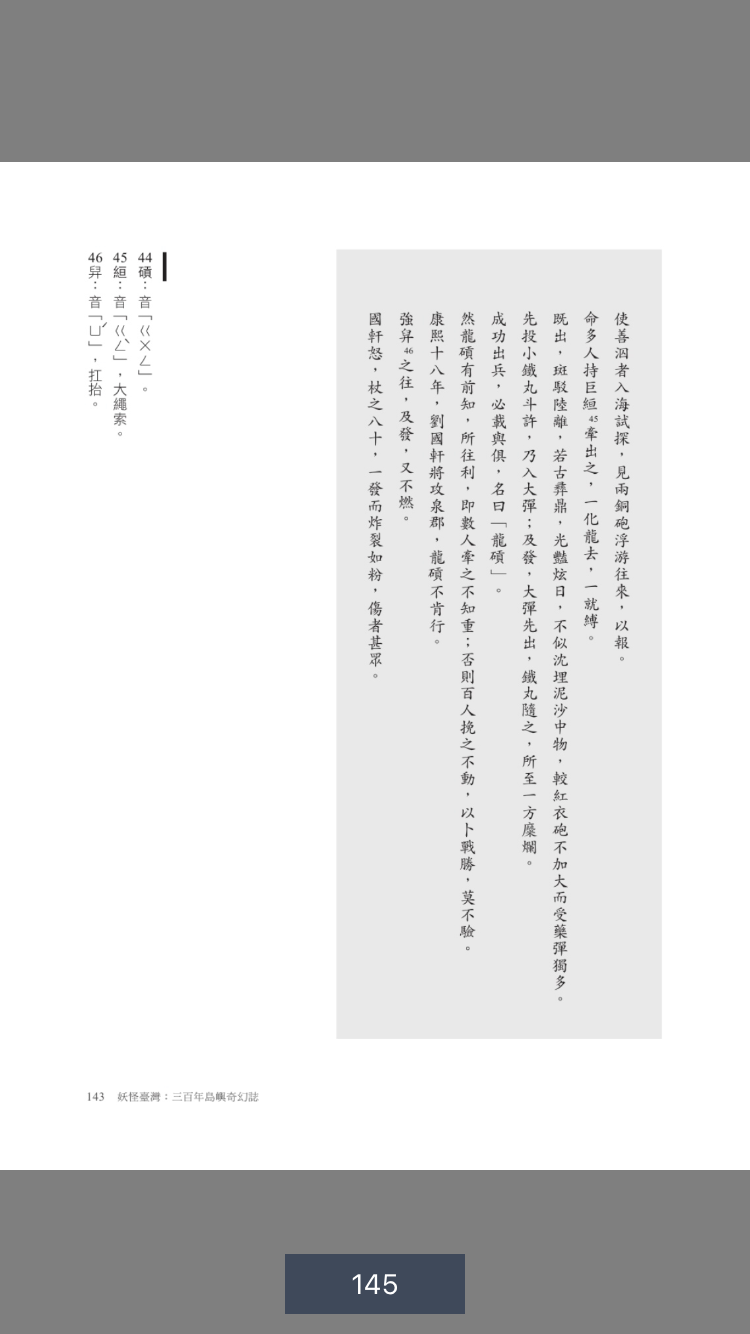 使善泅者入海試探，見兩銅砲浮游往來，以報。
命多人持巨絙45牽出之，一化龍去，一就縛。
既出，斑駁陸離，若古彝鼎，光豔炫日，不似沈埋泥沙中物，較紅衣砲不加大而受藥彈獨多。
先投小鐵丸斗許，乃入大彈；及發，大彈先出，鐵丸隨之，所至一方糜爛。
成功出兵，必載與俱，名曰「龍碽」。
然龍碽有前知，所往利，即數人牽之不知重；否則百人挽之不動，以卜戰勝，莫不驗。
康熙十八年，劉國軒將攻泉郡，龍碽不肯行。
強舁46之往，及發，又不燃。
國軒怒，杖之八十，一發而炸裂如粉，傷者甚眾。
44碽：音「ㄍㄨㄥ」。
45絙：音「ㄍㄥˋ」，大繩索。
46舁：音「ㄩˊ」，扛抬。
143 妖怪臺灣：三百年島嶼奇幻誌
145